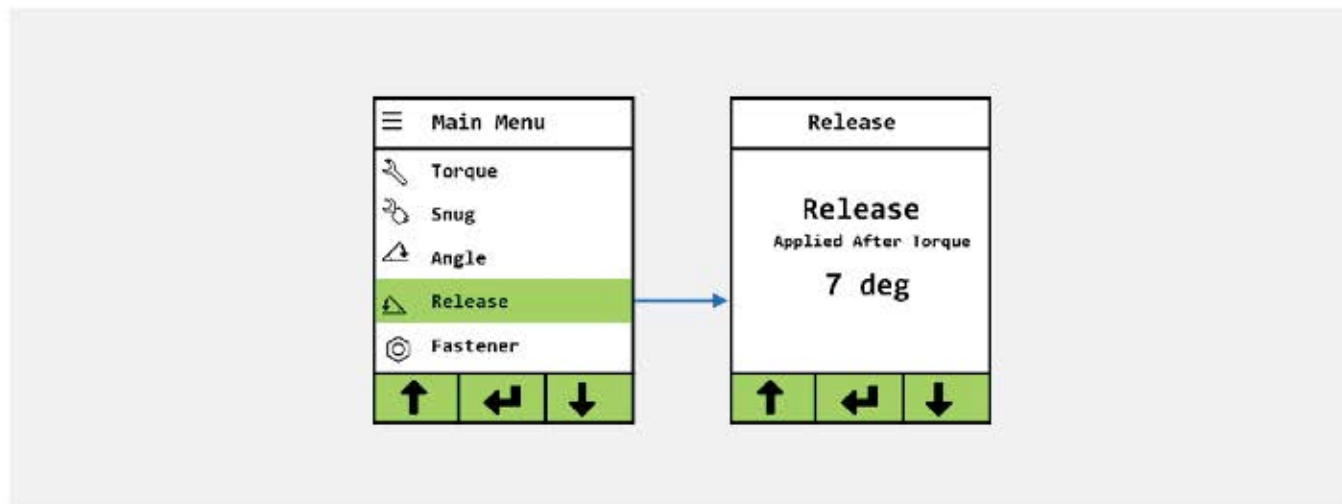 Main Menu
Torque
Snug
Angle
Release
Fastener
Release
Release
Applied After Torque
7 deg